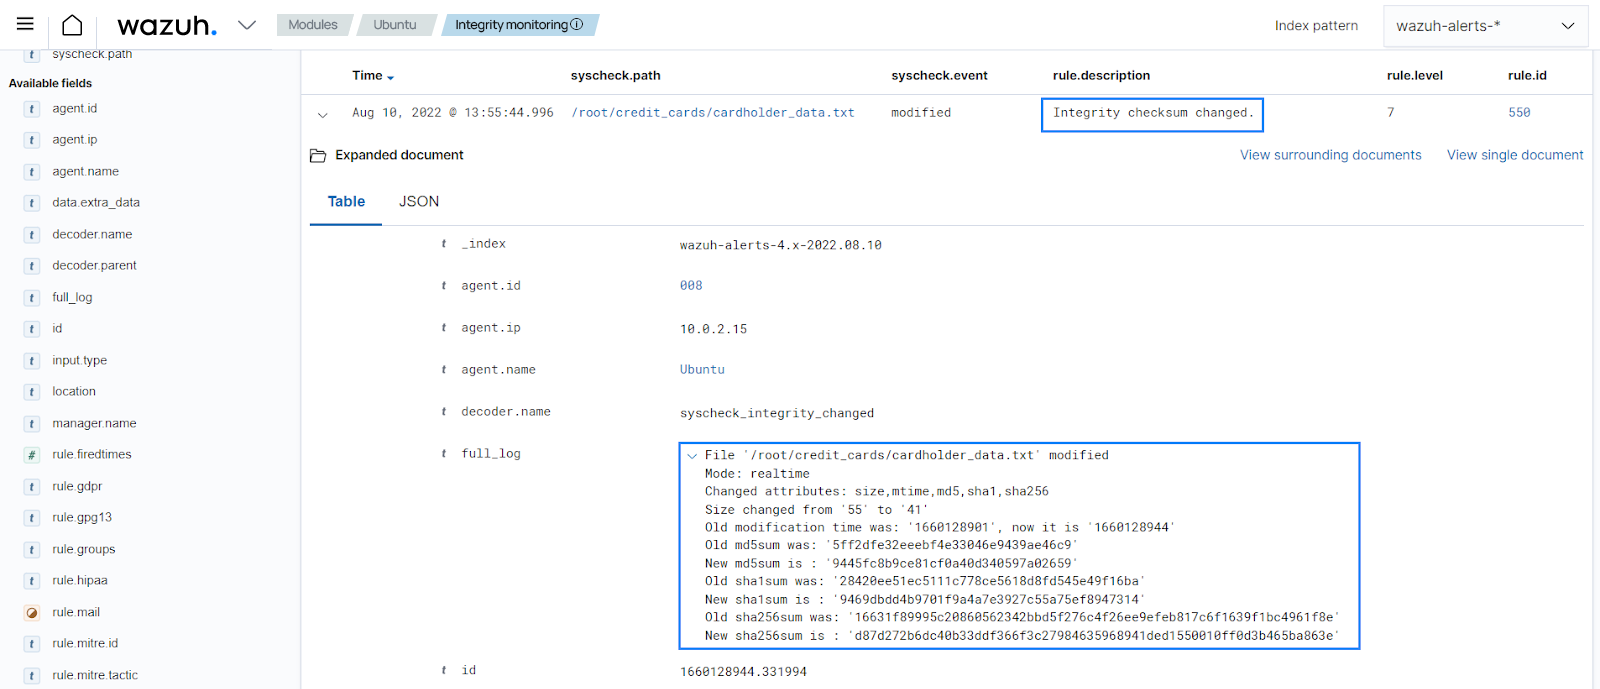 wazuh.
Modules
Ubuntu
Integrity monitoring
Index pattern
wazuh-alerts-*
t syscheck.path
Available fields
t agent.id
t agent.ip
t agent.name
t data.extra_data
t decoder.name
t decoder.parent
t full_log
t id
t input.type
t location
t manager.name
# rule.firedtimes
t rule.gdpr
t rule.gpg13
t rule.groups
t rule.hipaa
rule.mail
t rule.mitre.id
t rule.mitre.tactic
Time syscheck.path syscheck.event rule.description rule.level rule.id
Aug 10, 2022 @ 13:55:44.996 /root/credit_cards/cardholder_data.txt modified Integrity checksum changed. 7 550
Expanded document
View surrounding documents View single document
Table JSON
t _index wazuh-alerts-4.x-2022.08.10
t agent.id 008
t agent.ip 10.0.2.15
t agent.name Ubuntu
t decoder.name syscheck_integrity_changed
t full_log File '/root/credit_cards/cardholder_data.txt' modified
Mode: realtime
Changed attributes: size,mtime,md5,sha1,sha256
Size changed from '55' to '41'
Old modification time was: '1660128901', now it is '1660128944'
Old md5sum was: '5ff2dfe32eeebf4e33046e9439ae46c9'
New md5sum is : '9445fc8b9ce81cf0a40d340597a02659'
Old sha1sum was: '28420ee51ec5111c778ce5618d8fd545e49f16ba'
New sha1sum is : '9469dbdd4b9701f9a4a7e3927c55a75ef8947314'
Old sha256sum was: '16631f89995c20860562342bbd5f276c4f26ee9efeb817c6f1639f1bc4961f8e'
New sha256sum is : 'd87d272b6dc40b33ddf366f3c27984635968941ded1550010ff0d3b465ba863e'
t id 1660128944.331994